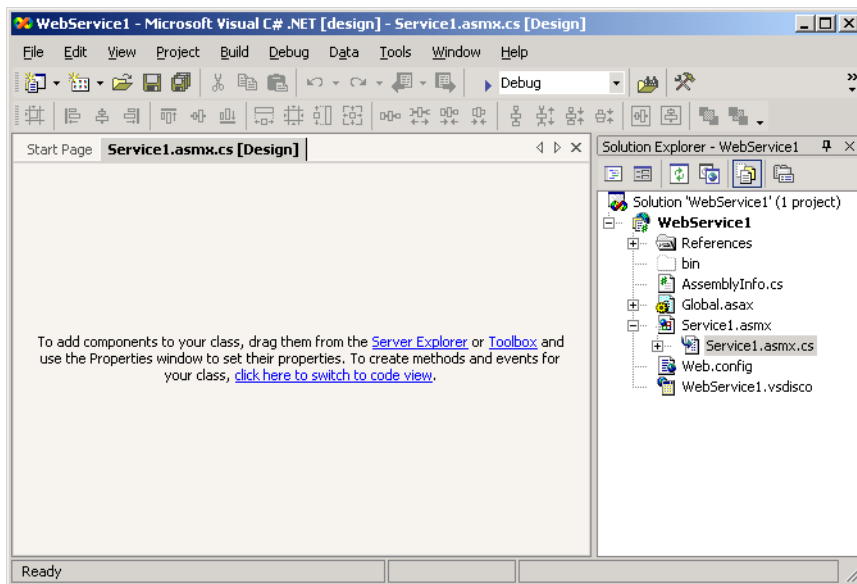 WebService1 - Microsoft Visual C# .NET [design] - Service1.asmx.cs [Design]
File Edit View Project Build Debug Data Tools Window Help
Debug
Start Page Service1.asmx.cs [Design]
To add components to your class, drag them from the Server Explorer or Toolbox and
use the Properties window to set their properties. To create methods and events for
your class, click here to switch to code view.
Solution Explorer - WebService1
Solution 'WebService1' (1 project)
WebService1
References
bin
AssemblyInfo.cs
Global.asax
Service1.asmx
Service1.asmx.cs
Web.config
WebService1.vsdisco
Ready